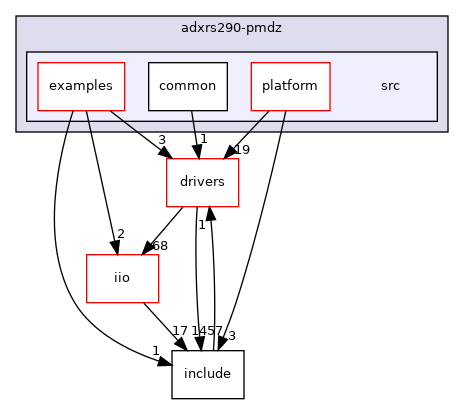 adxrs290-pmdz
examples
common
platform
src
3
1
19
drivers
2
68
1
iio
17
1457
3
1
include